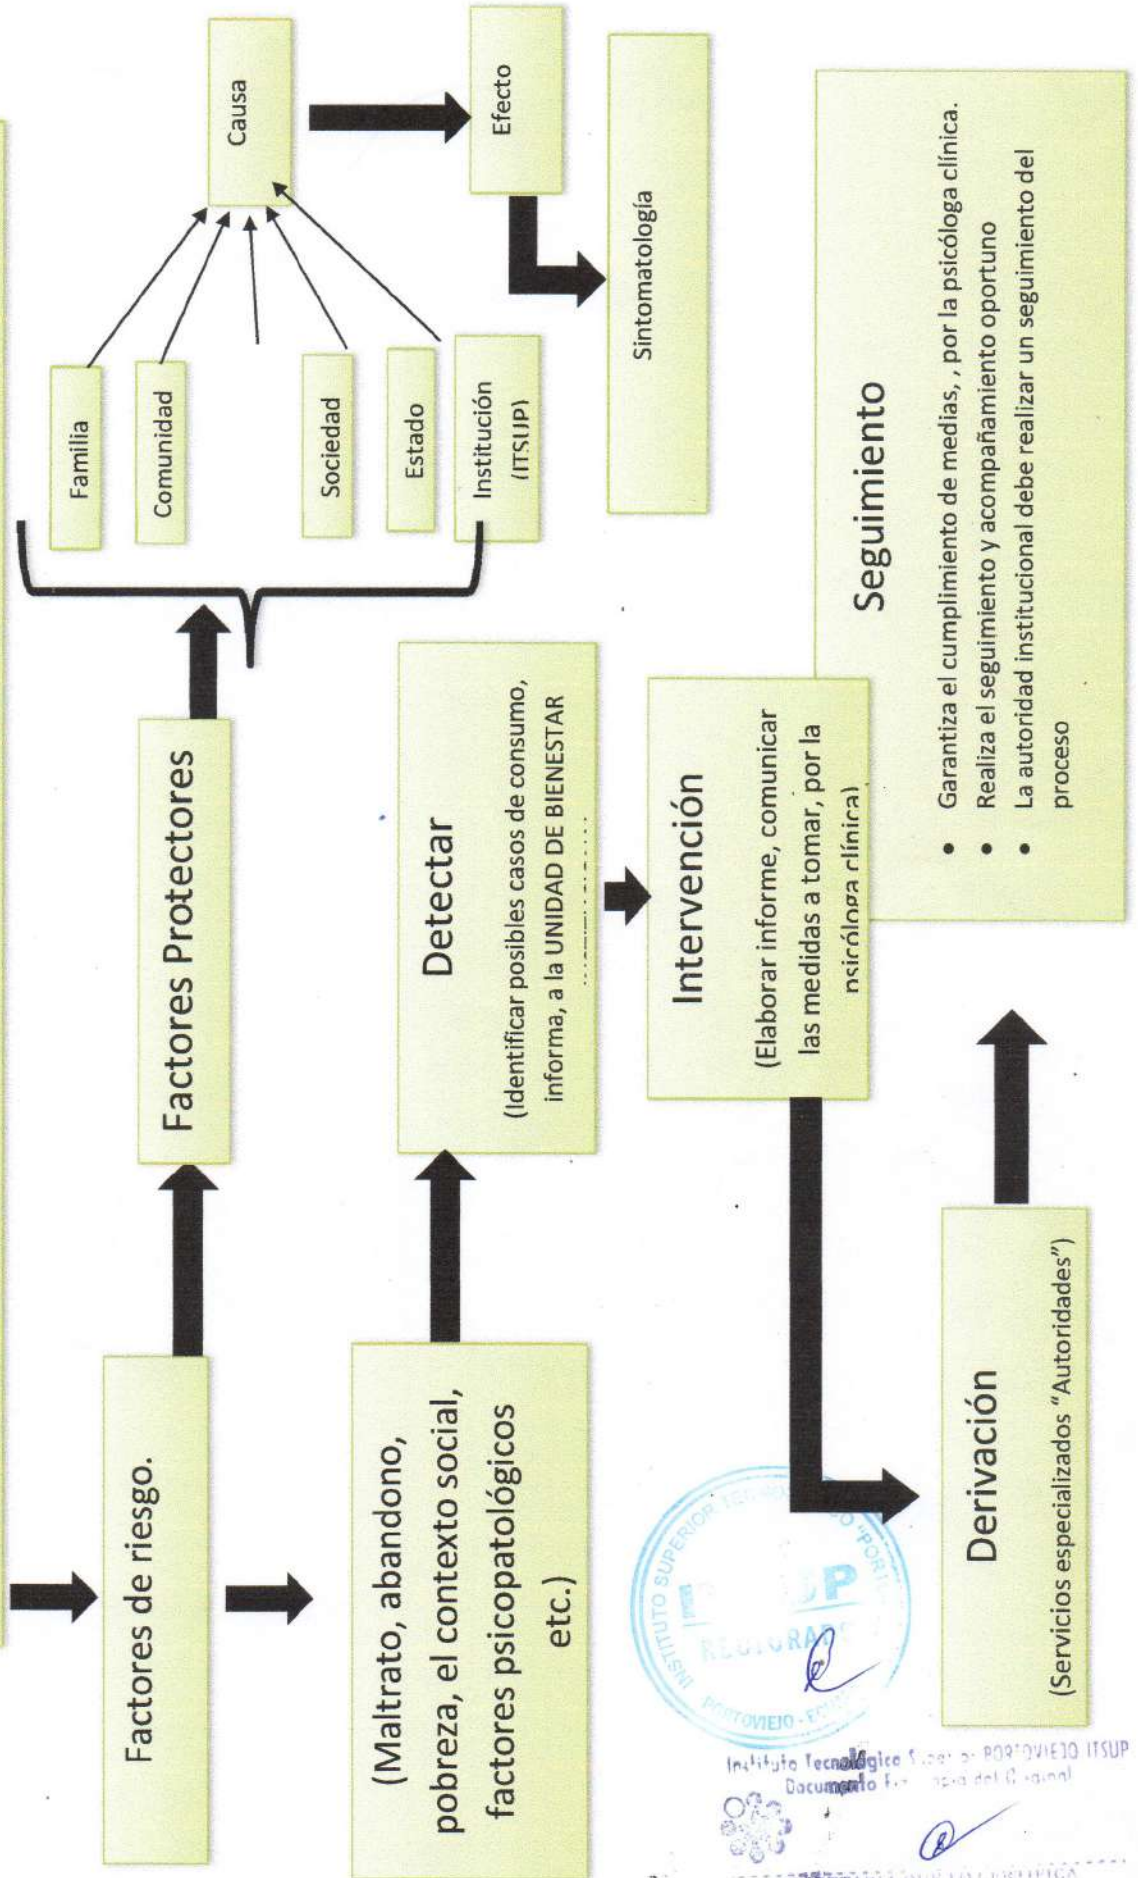 Factores de riesgo.
Factores Protectores
Familia
Comunidad
Sociedad
Estado
Institución
(ITSUP)
Causa
Efecto
Sintomatología
(Maltrato, abandono,
pobreza, el contexto social,
factores psicopatológicos
etc.)
Detectar
(Identificar posibles casos de consumo,
informa, a la UNIDAD DE BIENESTAR
Intervención
(Elaborar informe, comunicar
las medidas a tomar, por la
psicóloga clínica)
Derivación
(Servicios especializados "Autoridades")
Seguimiento
• Garantiza el cumplimiento de medias, , por la psicóloga clínica.
• Realiza el seguimiento y acompañamiento oportuno
• La autoridad institucional debe realizar un seguimiento del
proceso
INSTITUTO SUPERIOR
RECTORADO
PORTOVIEJO -
Instituto Tecnológico PORTOVIEJO ITSUP
Documento del